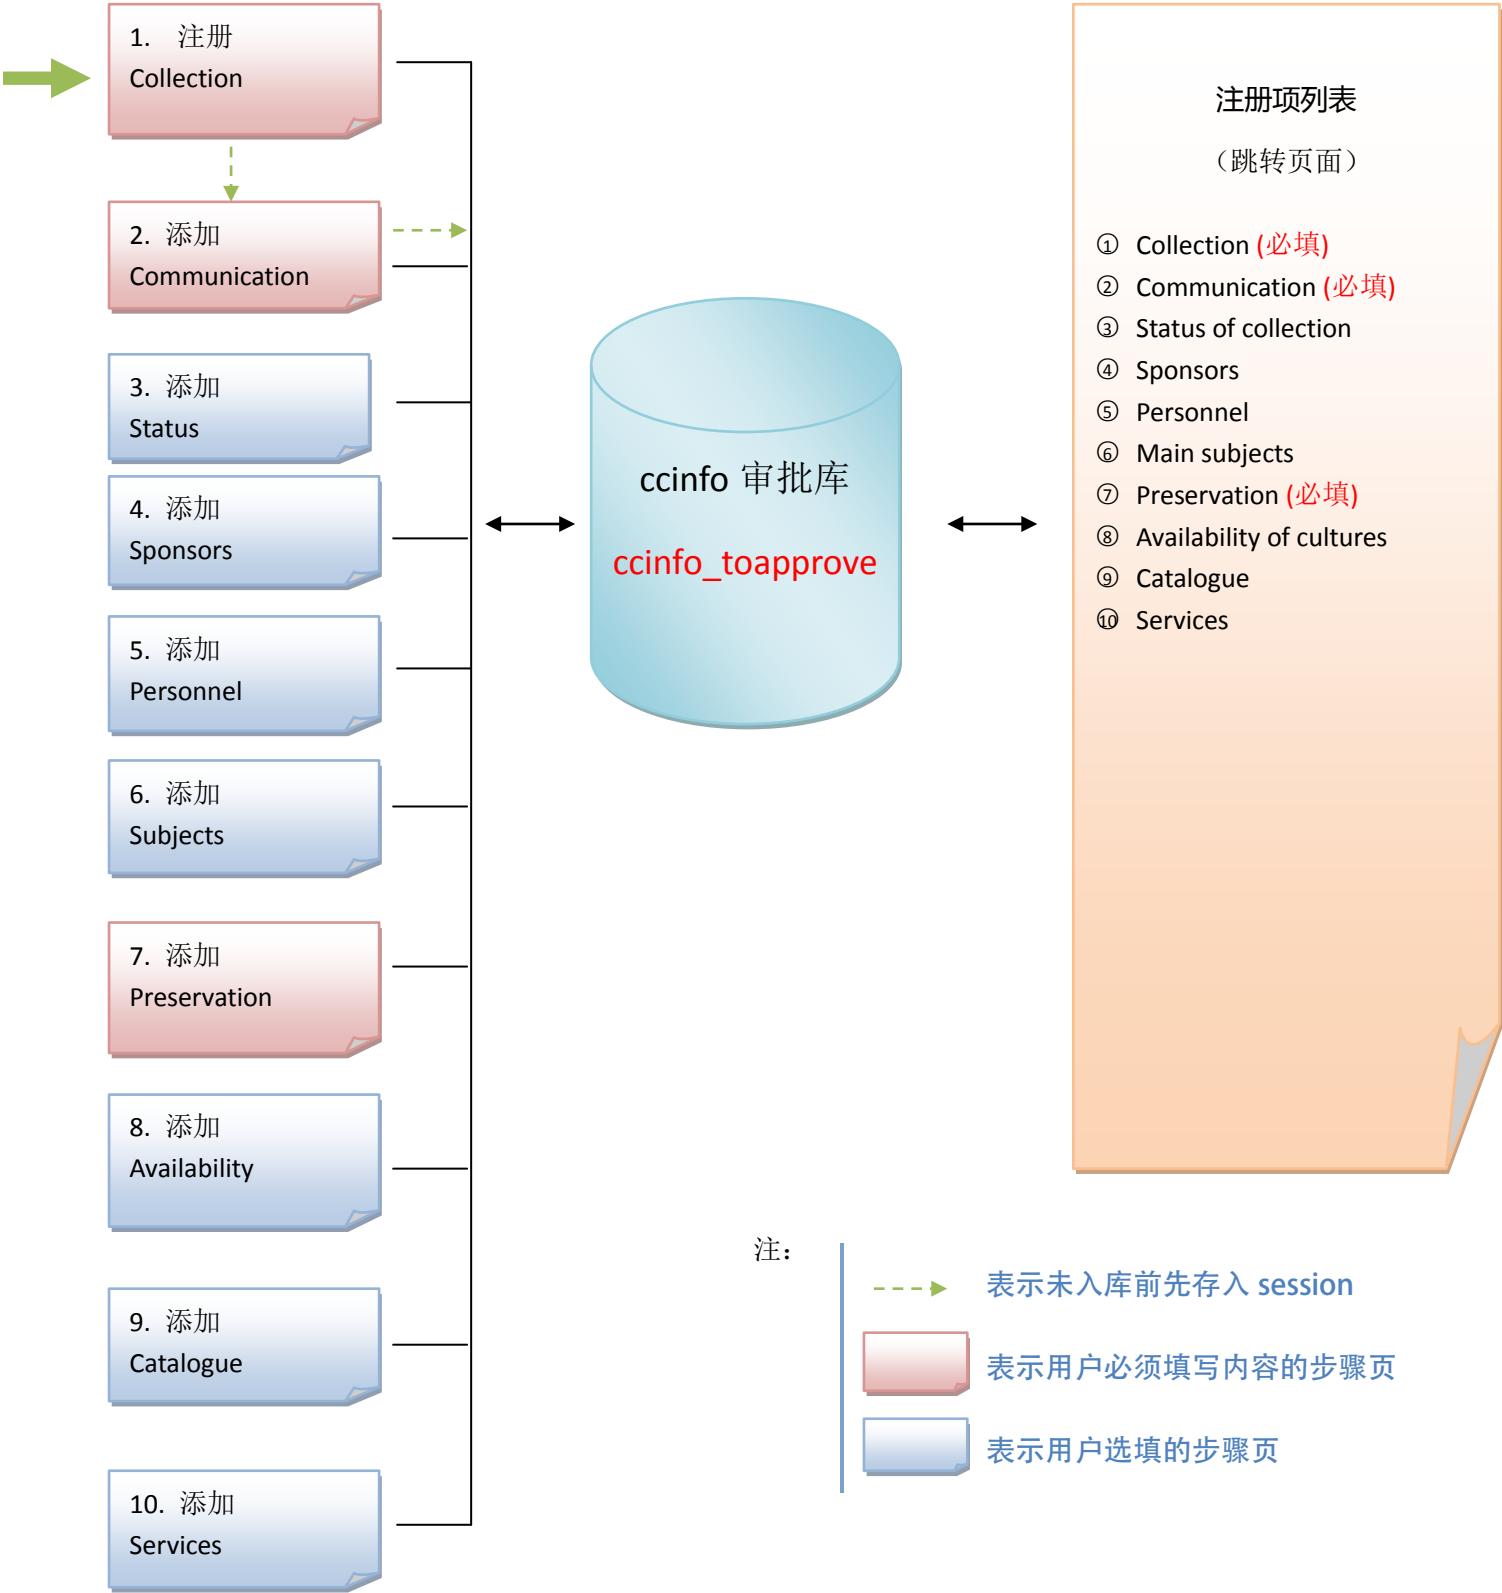 1. 注册
Collection
2. 添加
Communication
3. 添加
Status
4. 添加
Sponsors
5. 添加
Personnel
6. 添加
Subjects
7. 添加
Preservation
8. 添加
Availability
9. 添加
Catalogue
10. 添加
Services
ccinfo 审批库
ccinfo_toapprove
注册项列表
（跳转页面）
① Collection (必填)
② Communication (必填)
③ Status of collection
④ Sponsors
⑤ Personnel
⑥ Main subjects
⑦ Preservation (必填)
⑧ Availability of cultures
⑨ Catalogue
⑩ Services
注：
表示未入库前先存入 session
表示用户必须填写内容的步骤页
表示用户选填的步骤页